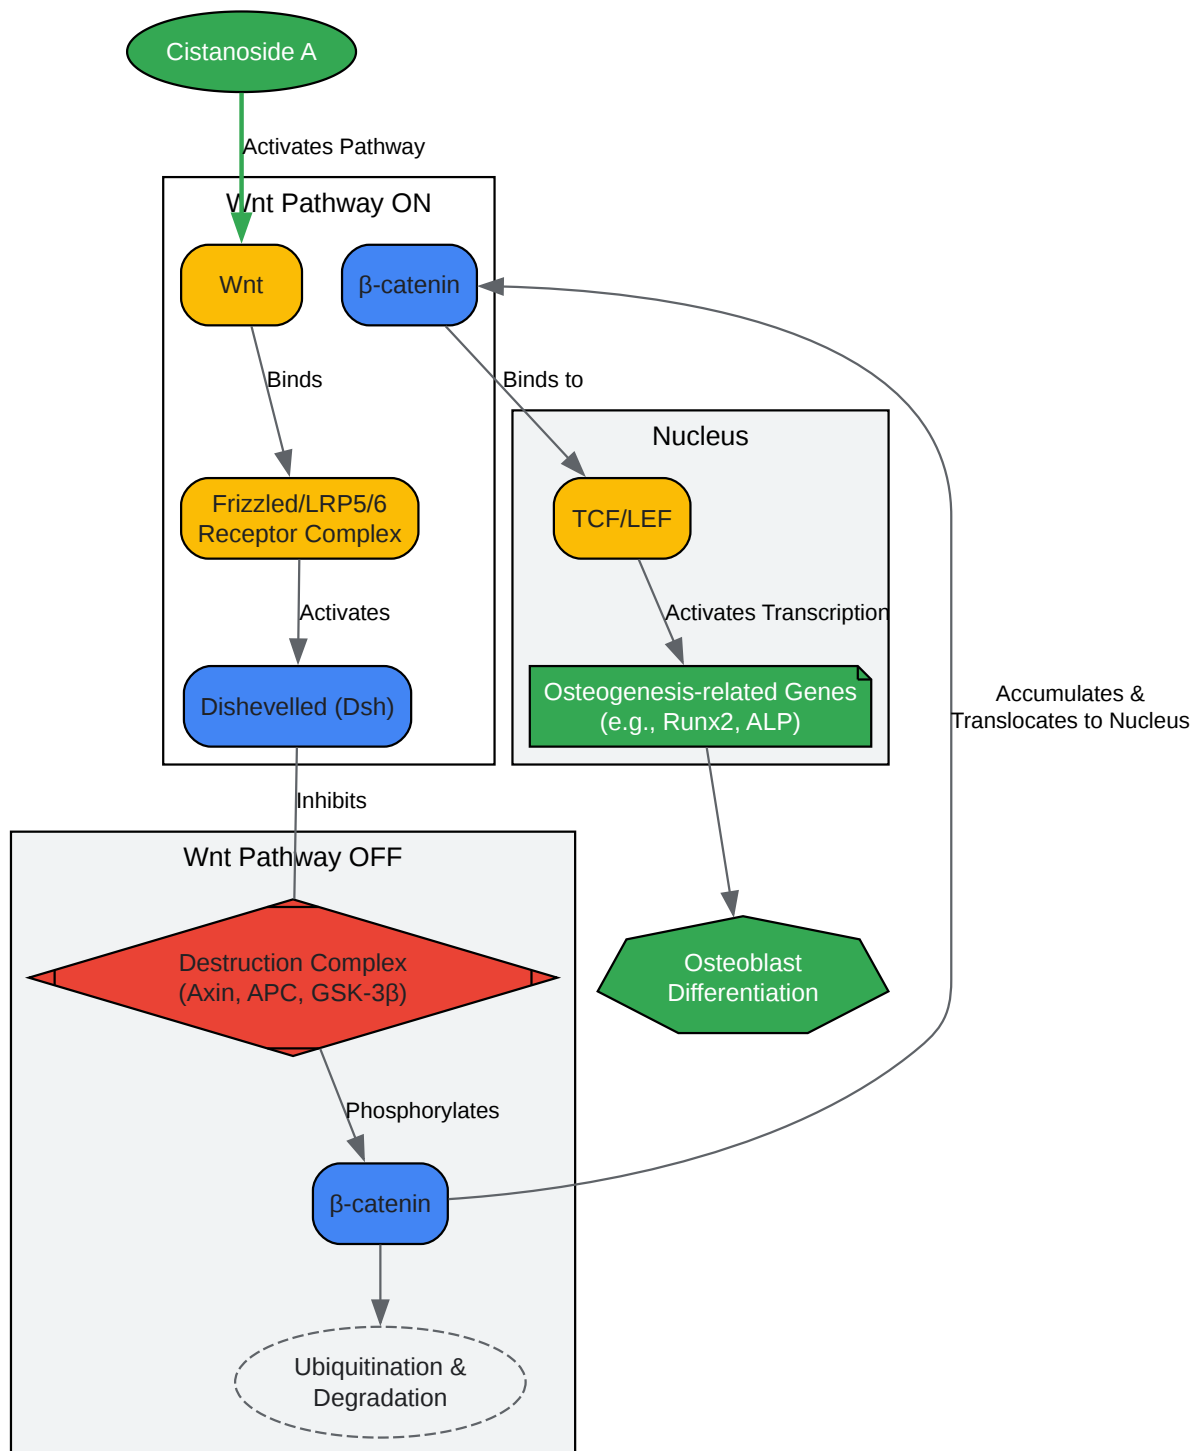 Cistanoside A
Activates Pathway
Wnt Pathway ON
Wnt
β-catenin
Binds
Binds to
Nucleus
Frizzled/LRP5/6
Receptor Complex
TCF/LEF
Activates
Activates Transcription
Dishevelled (Dsh)
Osteogenesis-related Genes
(e.g., Runx2, ALP)
Accumulates &
Translocates to Nucleus
Inhibits
Wnt Pathway OFF
Destruction Complex
(Axin, APC, GSK-3β)
Osteoblast
Differentiation
Phosphorylates
β-catenin
Ubiquitination &
Degradation